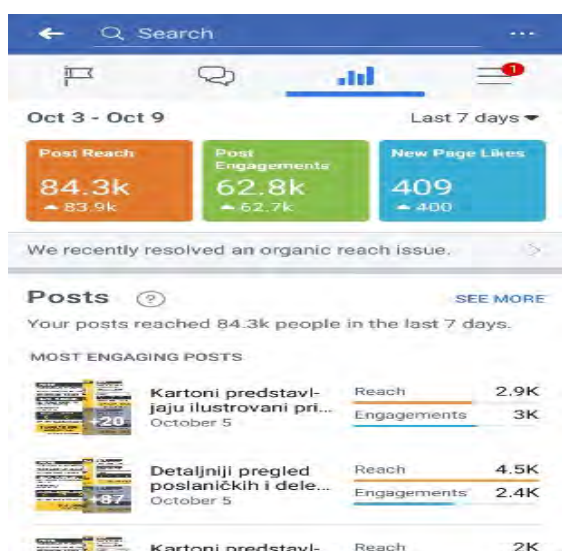 Search
1
Oct 3 - Oct 9
Last 7 days
Post Reach
84.3k
83.9k
Post
Engagements
62.8k
62.7k
New Page Likes
409
400
We recently resolved an organic reach issue.
Posts ?
SEE MORE
Your posts reached 84.3k people in the last 7 days.
MOST ENGAGING POSTS
+20
Kartoni predstavl-
jaju ilustrovani pri...
October 5
Reach 2.9K
Engagements 3K
+87
Detaljniji pregled
poslaničkih i dele...
October 5
Reach 4.5K
Engagements 2.4K
Kartoni predstavl-
Reach 2K